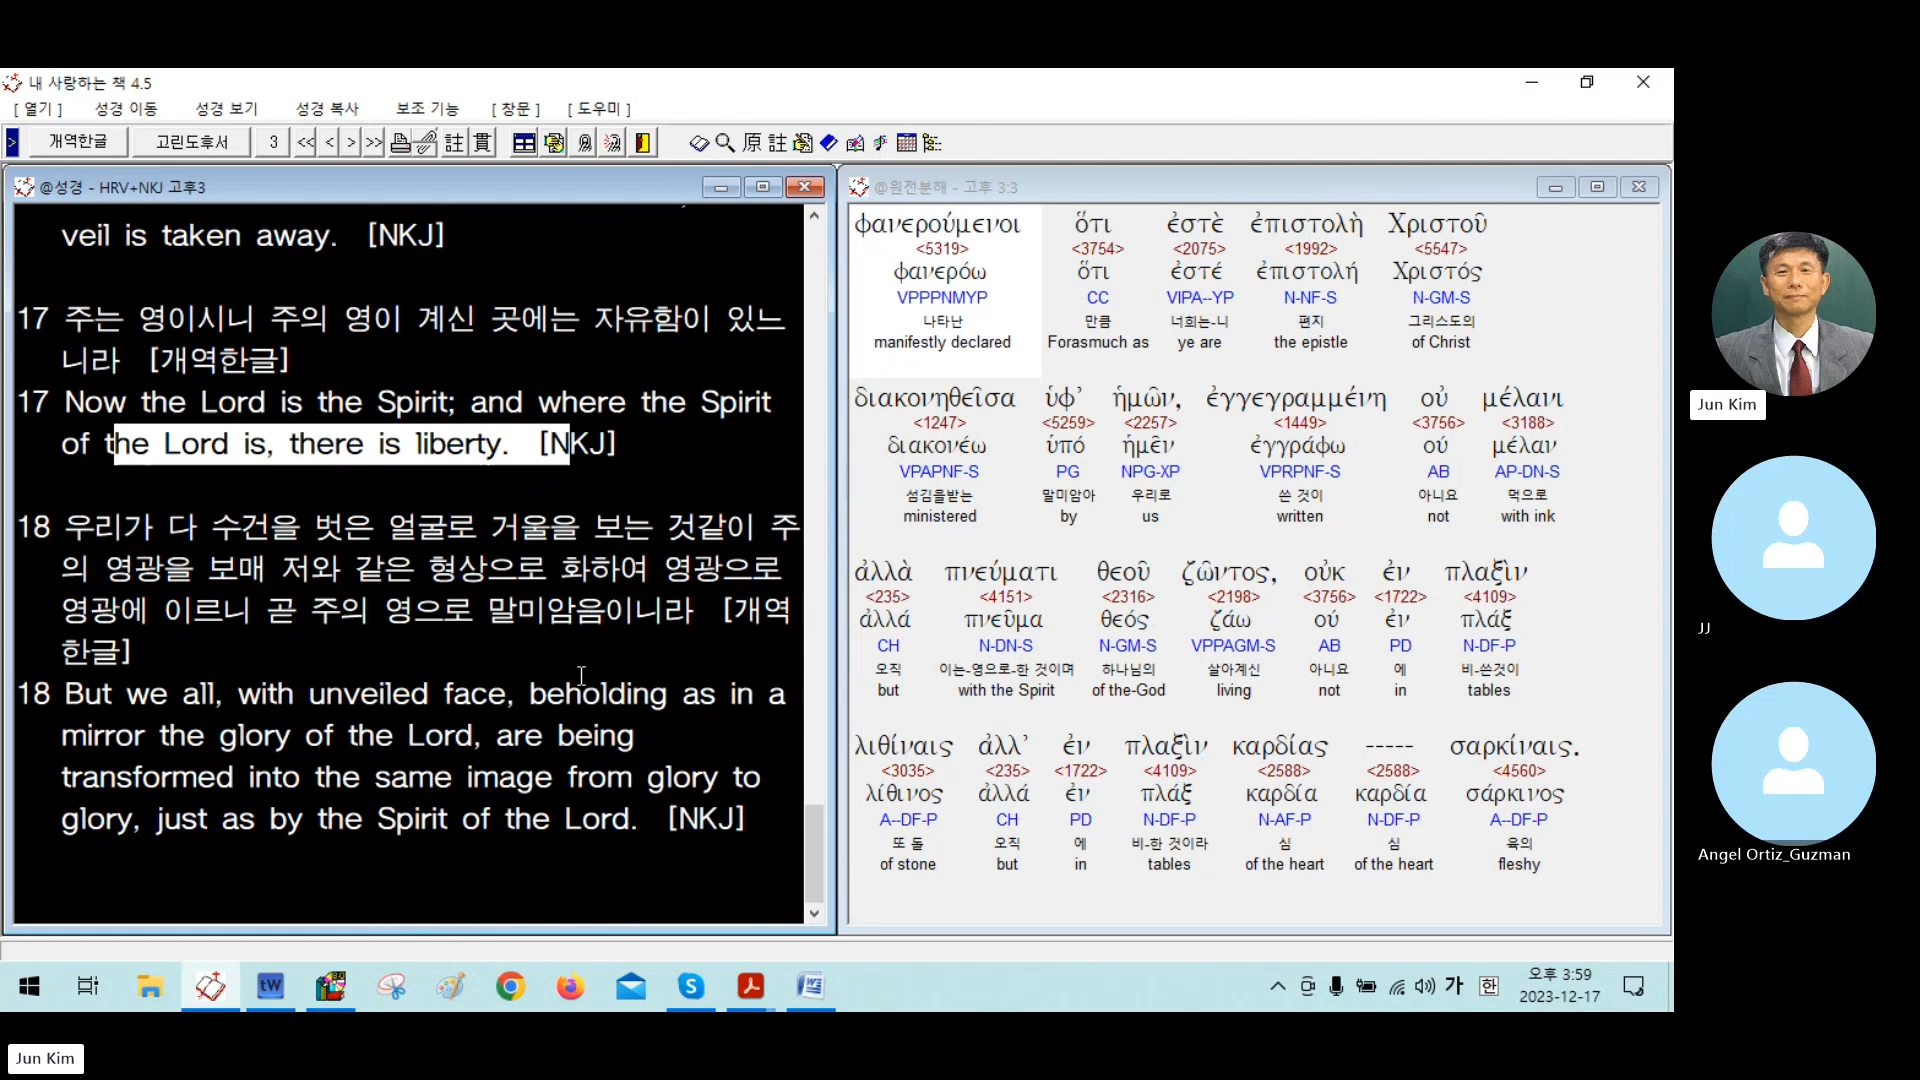 내 사랑하는 책 4.5
[ 열기 ] 성경 이동 성경 보기 성경 복사 보조 기능 [ 창문 ] [ 도우미 ]
> 개역한글 고린도후서 3 << < > >> 註 貫 原 註
@성경 - HRV+NKJ 고후3
veil is taken away. [NKJ]
17 주는 영이시니 주의 영이 계신 곳에는 자유함이 있느
니라 [개역한글]
17 Now the Lord is the Spirit; and where the Spirit
of the Lord is, there is liberty. [NKJ]
18 우리가 다 수건을 벗은 얼굴로 거울을 보는 것같이 주
의 영광을 보매 저와 같은 형상으로 화하여 영광으로
영광에 이르니 곧 주의 영으로 말미암음이니라 [개역
한글]
18 But we all, with unveiled face, beholding as in a
mirror the glory of the Lord, are being
transformed into the same image from glory to
glory, just as by the Spirit of the Lord. [NKJ]
@원전분해 - 고후 3:3
φανερούμενοι ὅτι ἐστὲ ἐπιστολὴ Χριστοῦ
<5319> <3754> <2075> <1992> <5547>
φανερόω ὅτι ἐστέ ἐπιστολή Χριστός
VPPPNMYP CC VIPA--YP N-NF-S N-GM-S
나타난 만큼 너희는-니 편지 그리스도의
manifestly declared Forasmuch as ye are the epistle of Christ
διακονηθεῖσα ὑφ’ ἡμῶν, ἐγγεγραμμένη οὐ μέλανι
<1247> <5259> <2257> <1449> <3756> <3188>
διακονέω ὑπό ἡμῶν ἐγγράφω οὐ μέλαν
VPAPNF-S PG NPG-XP VPRPNF-S AB AP-DN-S
섬김을받는 말미암아 우리로 쓴 것이 아니요 먹으로
ministered by us written not with ink
ἀλλὰ πνεύματι θεοῦ ζῶντος, οὐκ ἐν πλαξὶν
<235> <4151> <2316> <2198> <3756> <1722> <4109>
ἀλλά πνεῦμα θεός ζάω οὐ ἐν πλάξ
CH N-DN-S N-GM-S VPPAGM-S AB PD N-DF-P
오직 이는-영으로-한 것이며 하나님의 살아계신 아니요 에 비-쓴것이
but with the Spirit of the-God living not in tables
λιθίναις ἀλλ’ ἐν πλαξὶν καρδίας ----- σαρκίναις.
<3035> <235> <1722> <4109> <2588> <2588> <4560>
λίθινος ἀλλά ἐν πλάξ καρδία καρδία σάρκινος
A--DF-P CH PD N-DF-P N-AF-P N-DF-P A--DF-P
또 돌 오직 에 비-한 것이라 심 심 육의
of stone but in tables of the heart of the heart fleshy
가 한 오후 3:59
2023-12-17
Jun Kim
JJ
Angel Ortiz_Guzman
Jun Kim